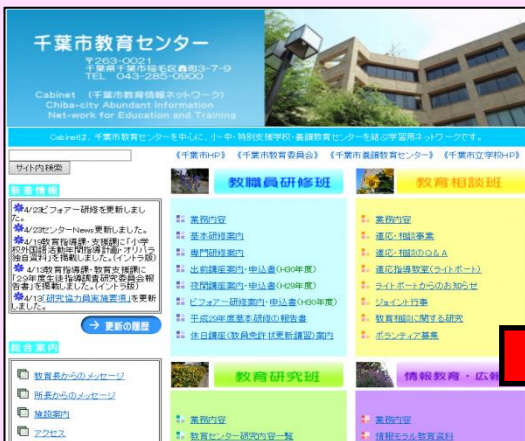 千葉市教育センター
〒263-0021
千葉県千葉市稲毛区轟町3-7-9
TEL 043-285-0900
Cabinet (千葉市教育情報ネットワーク)
Chiba-city Abundant Information
Net-work for Education and Training
Cabinetは、千葉市教育センターを中心に、小・中・特別支援学校・養護教育センターを結ぶ学習用ネットワークです。
《千葉市HP》 《千葉市教育委員会》 《千葉市養護教育センター》 《千葉市立学校HP》
サイト内検索
新着情報
4/23ビフォアー研修を更新しまし
た。
4/23センターNews更新しました。
4/19教育指導課・支援課に「小学
校外国語活動年間指導計画・オリパラ
独自資料」を掲載しました。(イントラ版)
4/13教育指導課・教育支援課に
「29年度生徒指導調査研究委員会報
告書」を掲載しました。(イントラ版)
4/13「研究協力員実施要項」を更新
しました。
更新の履歴
総合案内
教育長からのメッセージ
所長からのメッセージ
施設案内
アクセス
教職員研修班
業務内容
基本研修案内
専門研修案内
出前講座案内・申込書(H30年度)
夜間講座案内・申込書(H29年度)
ビフォアー研修案内・申込書(H30年度)
平成29年度基本研修の報告書
休日講座(教員免許状更新講習)案内
教育相談班
業務内容
適応・相談事業
適応・相談のQ&A
適応指導教室(ライトポート)
ライトポートからのお知らせ
ジョイント行事
教育相談に関する研究
ボランティア募集
教育研究班
業務内容
教育センター研究内容一覧
情報教育・広報
業務内容
情報モラル教育資料